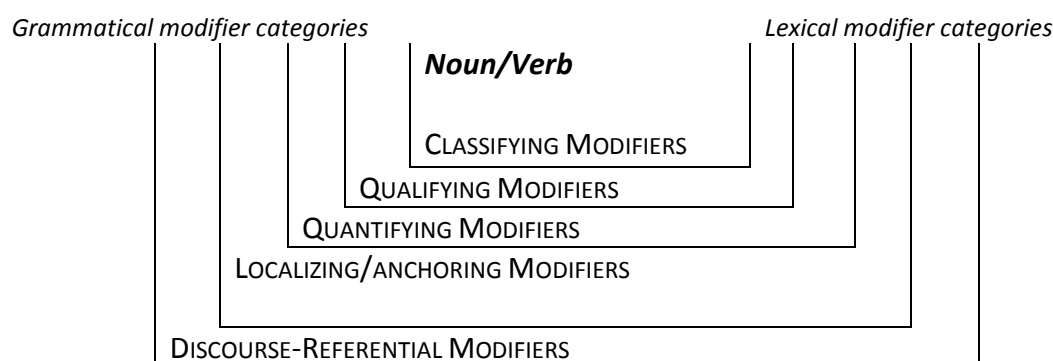 Grammatical modifier categories Lexical modifier categories
Noun/Verb
CLASSIFYING MODIFIERS
QUALIFYING MODIFIERS
QUANTIFYING MODIFIERS
LOCALIZING/ANCHORING MODIFIERS
DISCOURSE-REFERENTIAL MODIFIERS